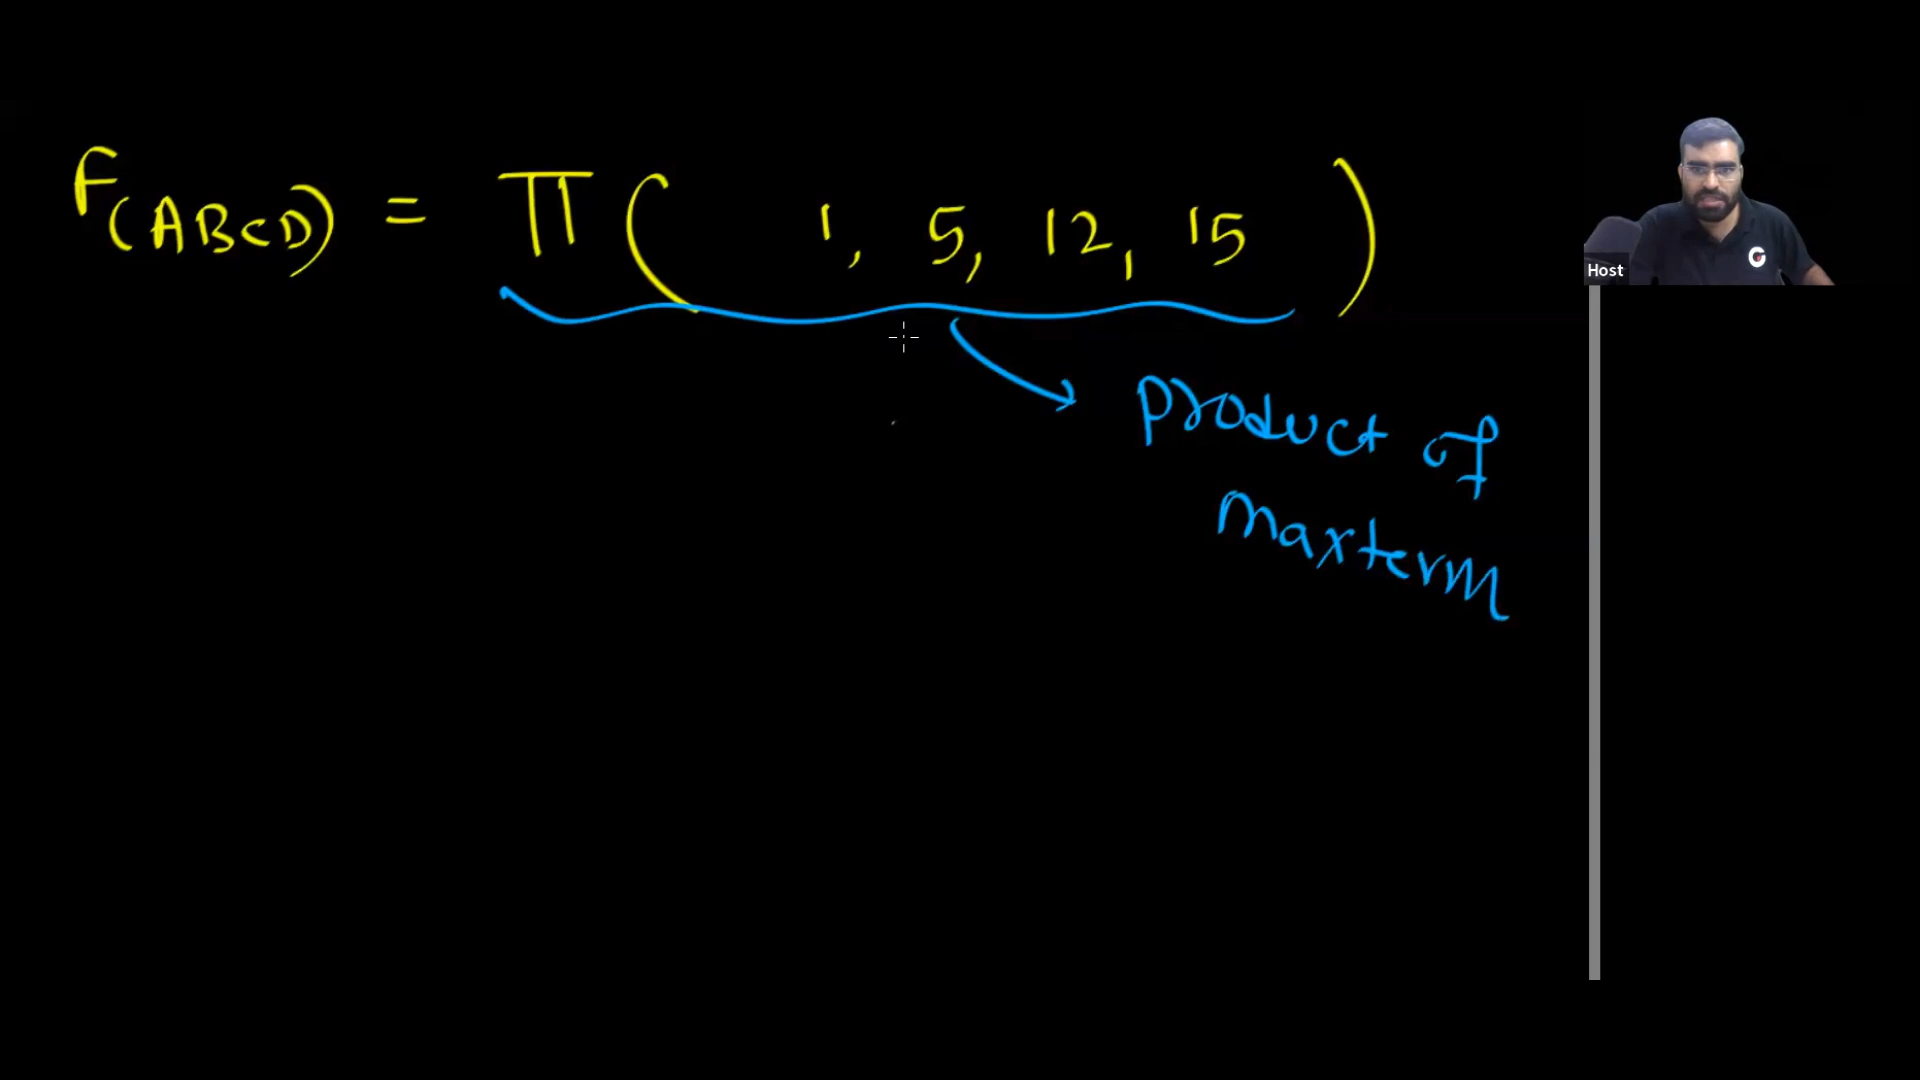 F(ABCD) = π( 1, 5, 12, 15 )
Host
product of
maxterm